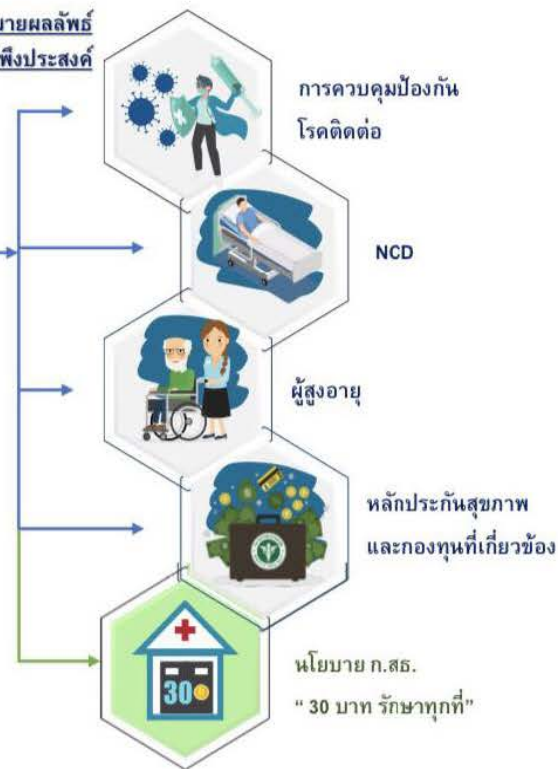 ผลลัพธ์
พึงประสงค์
การควบคุมป้องกัน
โรคติดต่อ
NCD
ผู้สูงอายุ
หลักประกันสุขภาพ
และกองทุนที่เกี่ยวข้อง
30
นโยบาย ก.สธ.
“ 30 บาท รักษาทุกที่”